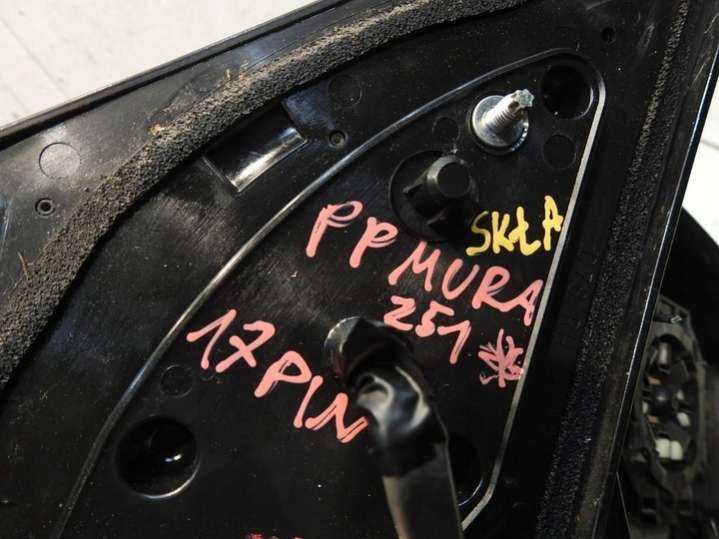 SKŁA
PP MURA
251 *
17 PIN